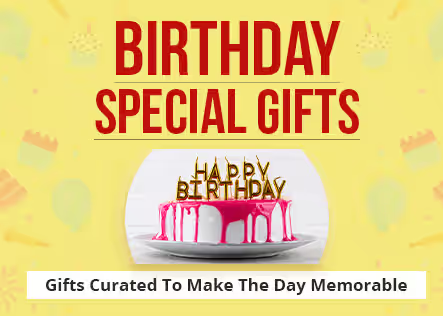 BIRTHDAY
SPECIAL GIFTS
HAPPY
BIRTHDAY
Gifts Curated To Make The Day Memorable